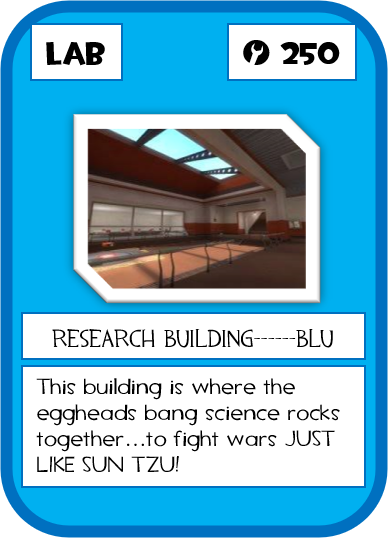 LAB
250
RESEARCH BUILDING------BLU
This building is where the
eggheads bang science rocks
together...to fight wars JUST
LIKE SUN TZU!